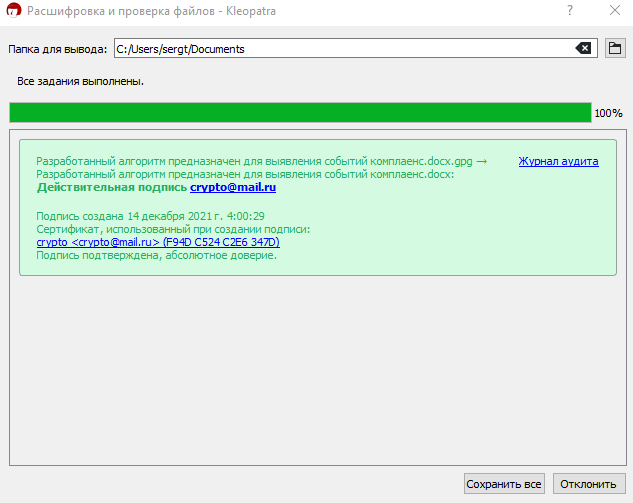 Расшифровка и проверка файлов - Kleopatra
Папка для вывода: C:/Users/sergt/Documents
Все задания выполнены.
100%
Разработанный алгоритм предназначен для выявления событий комплаенс.docx.gpg → Журнал аудита
Разработанный алгоритм предназначен для выявления событий комплаенс.docx:
Действительная подпись crypto@mail.ru
Подпись создана 14 декабря 2021 г. 4:00:29
Сертификат, использованный при создании подписи:
crypto <crypto@mail.ru> (F94D C524 C2E6 347D)
Подпись подтверждена, абсолютное доверие.
Сохранить все Отклонить